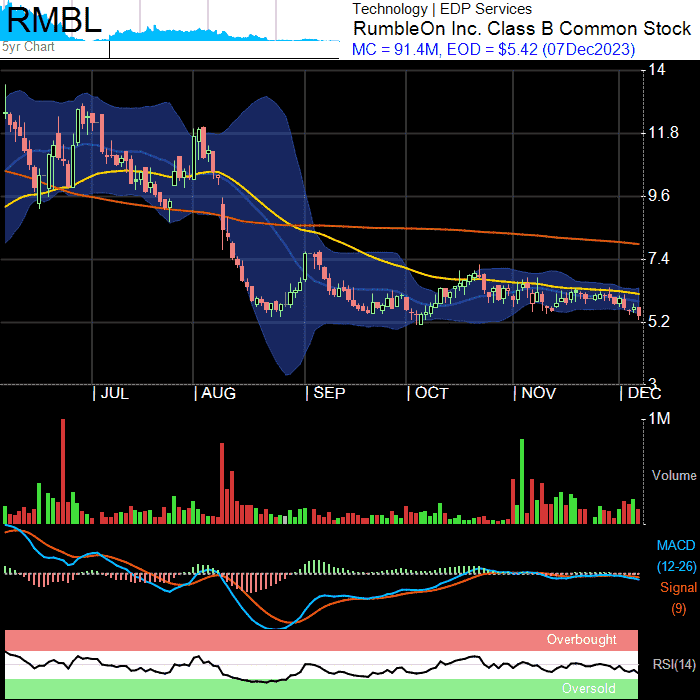 RMBL
5yr Chart
Technology | EDP Services
RumbleOn Inc. Class B Common Stock
MC = 91.4M, EOD = $5.42 (07Dec2023)
14
11.8
9.6
7.4
5.2
3
| JUL | AUG | SEP | OCT | NOV | DEC
1M
Volume
MACD
(12-26)
Signal
(9)
Overbought
RSI(14)
Oversold